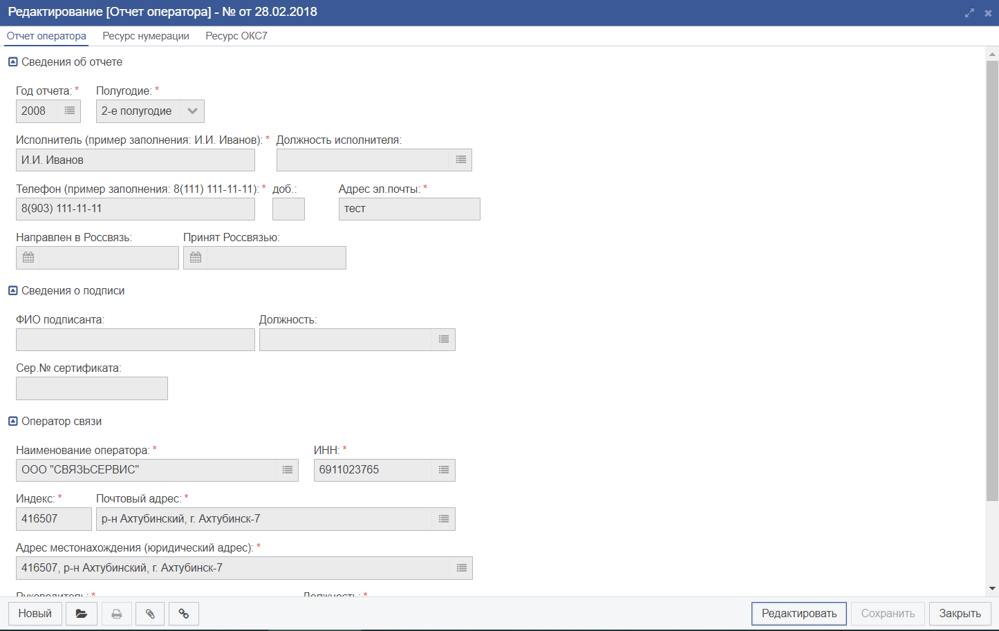 Редактирование [Отчет оператора] - № от 28.02.2018
Отчет оператора Ресурс нумерации Ресурс ОКС7
Сведения об отчете
Год отчета: * Полугодие: *
2008 2-е полугодие
Исполнитель (пример заполнения: И.И. Иванов): * Должность исполнителя:
И.И. Иванов
Телефон (пример заполнения: 8(111) 111-11-11): * доб.: Адрес эл.почты: *
8(903) 111-11-11 тест
Направлен в Россвязь: Принят Россвязью:
Сведения о подписи
ФИО подписанта: Должность:
Сер.№ сертификата:
Оператор связи
Наименование оператора: * ИНН: *
ООО "СВЯЗЬСЕРВИС" 6911023765
Индекс: * Почтовый адрес: *
416507 р-н Ахтубинский, г. Ахтубинск-7
Адрес местонахождения (юридический адрес): *
416507, р-н Ахтубинский, г. Ахтубинск-7
Руководитель: * Должность: *
Новый Редактировать Сохранить Закрыть